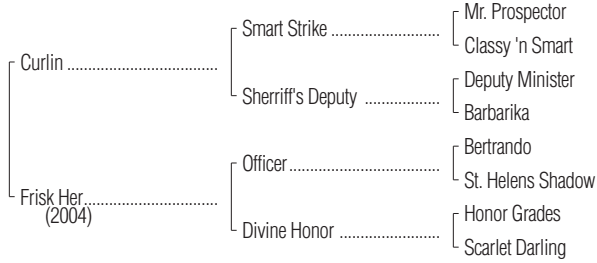 Mr. Prospector
Smart Strike ......................
Classy 'n Smart
Curlin ..............................
Deputy Minister
Sherriff's Deputy ...............
Barbarika
Bertrando
Officer..............................
St. Helens Shadow
Frisk Her...........................
(2004)
Honor Grades
Divine Honor ....................
Scarlet Darling